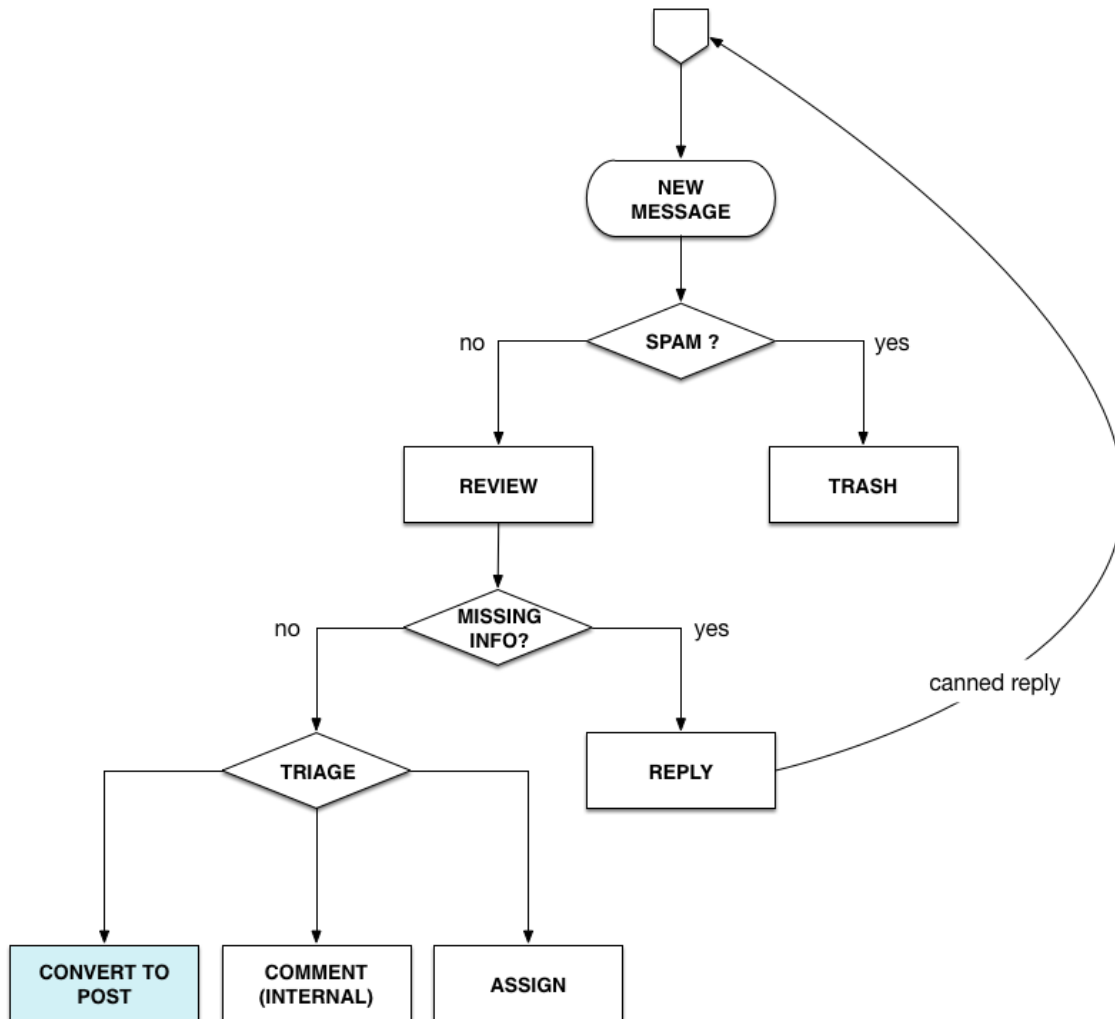 NEW
MESSAGE
no
SPAM ?
yes
REVIEW
TRASH
no
MISSING
INFO?
yes
canned reply
TRIAGE
REPLY
CONVERT TO
POST
COMMENT
(INTERNAL)
ASSIGN